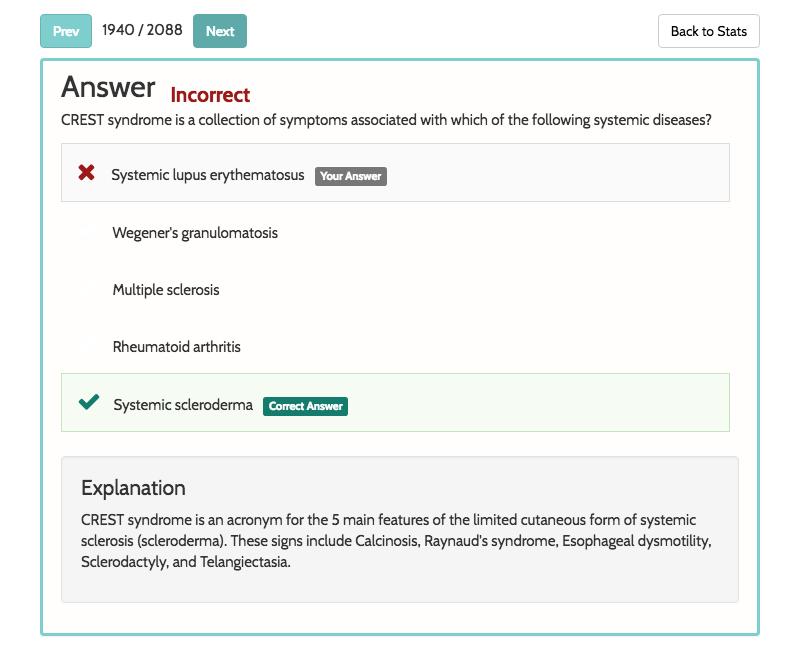 Prev 1940 / 2088 Next Back to Stats
Answer Incorrect
CREST syndrome is a collection of symptoms associated with which of the following systemic diseases?
Systemic lupus erythematosus Your Answer
Wegener's granulomatosis
Multiple sclerosis
Rheumatoid arthritis
Systemic scleroderma Correct Answer
Explanation
CREST syndrome is an acronym for the 5 main features of the limited cutaneous form of systemic
sclerosis (scleroderma). These signs include Calcinosis, Raynaud's syndrome, Esophageal dysmotility,
Sclerodactyly, and Telangiectasia.